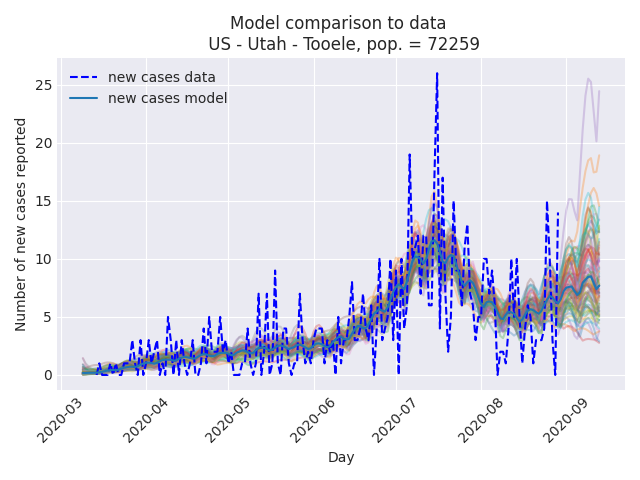 Model comparison to data
US - Utah - Tooele, pop. = 72259
new cases data
new cases model
Number of new cases reported
25
20
15
10
5
0
2020-03
2020-04
2020-05
2020-06
2020-07
2020-08
2020-09
Day